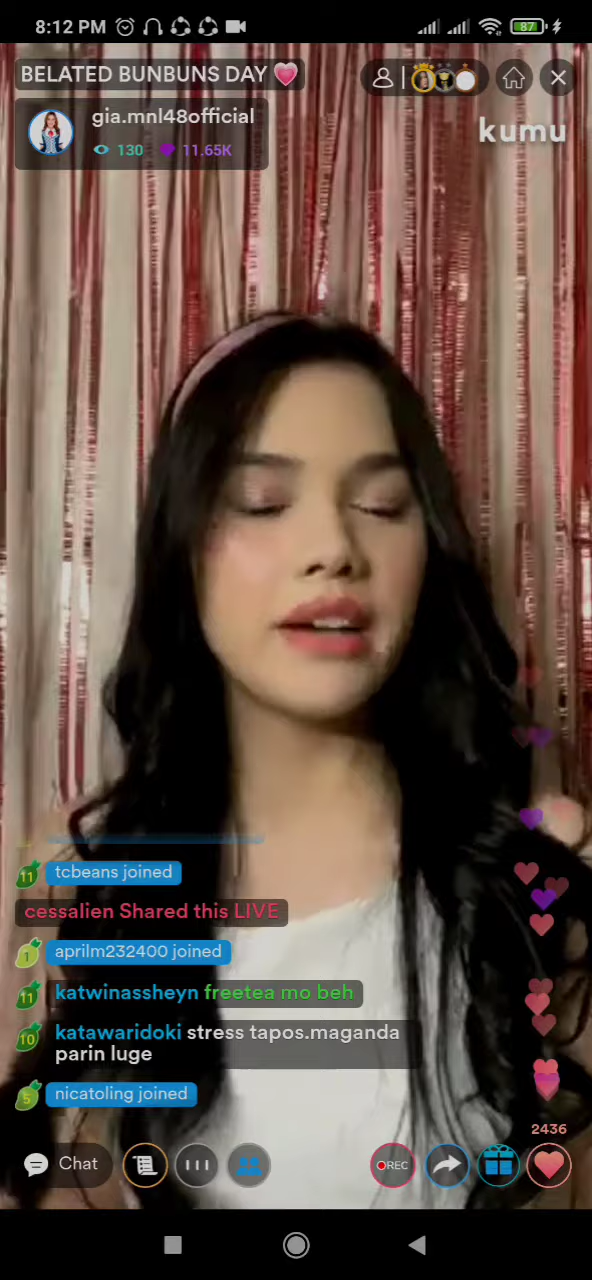 8:12 PM
87
BELATED BUNBUNS DAY
gia.mnl48official
130 11.65K
kumu
11 tcbeans joined
cessalien Shared this LIVE
1 aprilm232400 joined
11 katwinassheyn freetea mo beh
10 katawaridoki stress tapos.maganda
parin luge
5 nicatoling joined
2436
Chat
REC